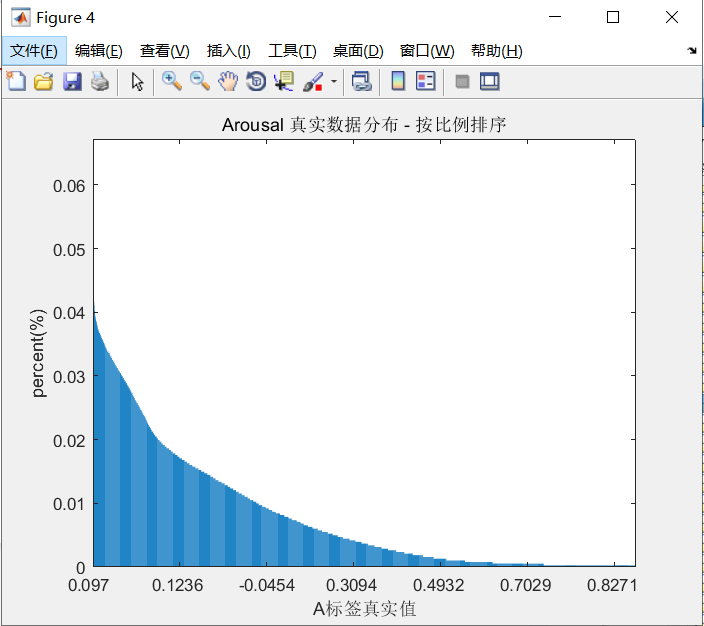 Figure 4
文件(F) 编辑(E) 查看(V) 插入(I) 工具(T) 桌面(D) 窗口(W) 帮助(H)
Arousal 真实数据分布 - 按比例排序
0.06
0.05
0.04
0.03
0.02
0.01
0
percent(%)
0.097 0.1236 -0.0454 0.3094 0.4932 0.7029 0.8271
A标签真实值